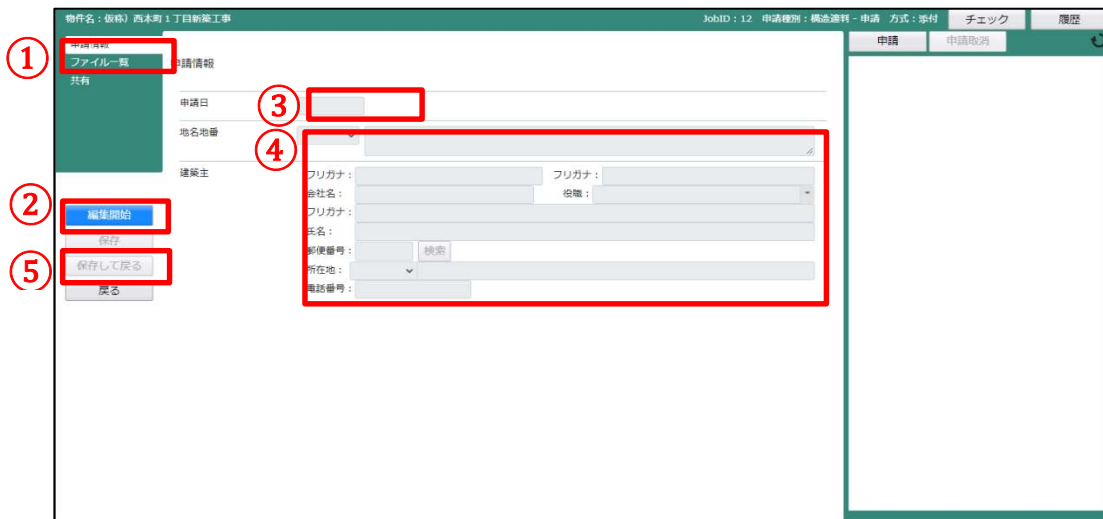 物件名：仮称）西本町１丁目新築工事 JobID：12 申請種別：構造適判 - 申請 方式：添付 チェック 履歴
申請情報
申請 申請取消
① ファイル一覧
申請情報
共有
申請日 ③
地名地番
④
建築主 フリガナ： フリガナ：
会社名： 役職：
② 編集開始
フリガナ：
氏名：
保存
郵便番号： 検索
⑤ 保存して戻る
所在地：
戻る
電話番号：